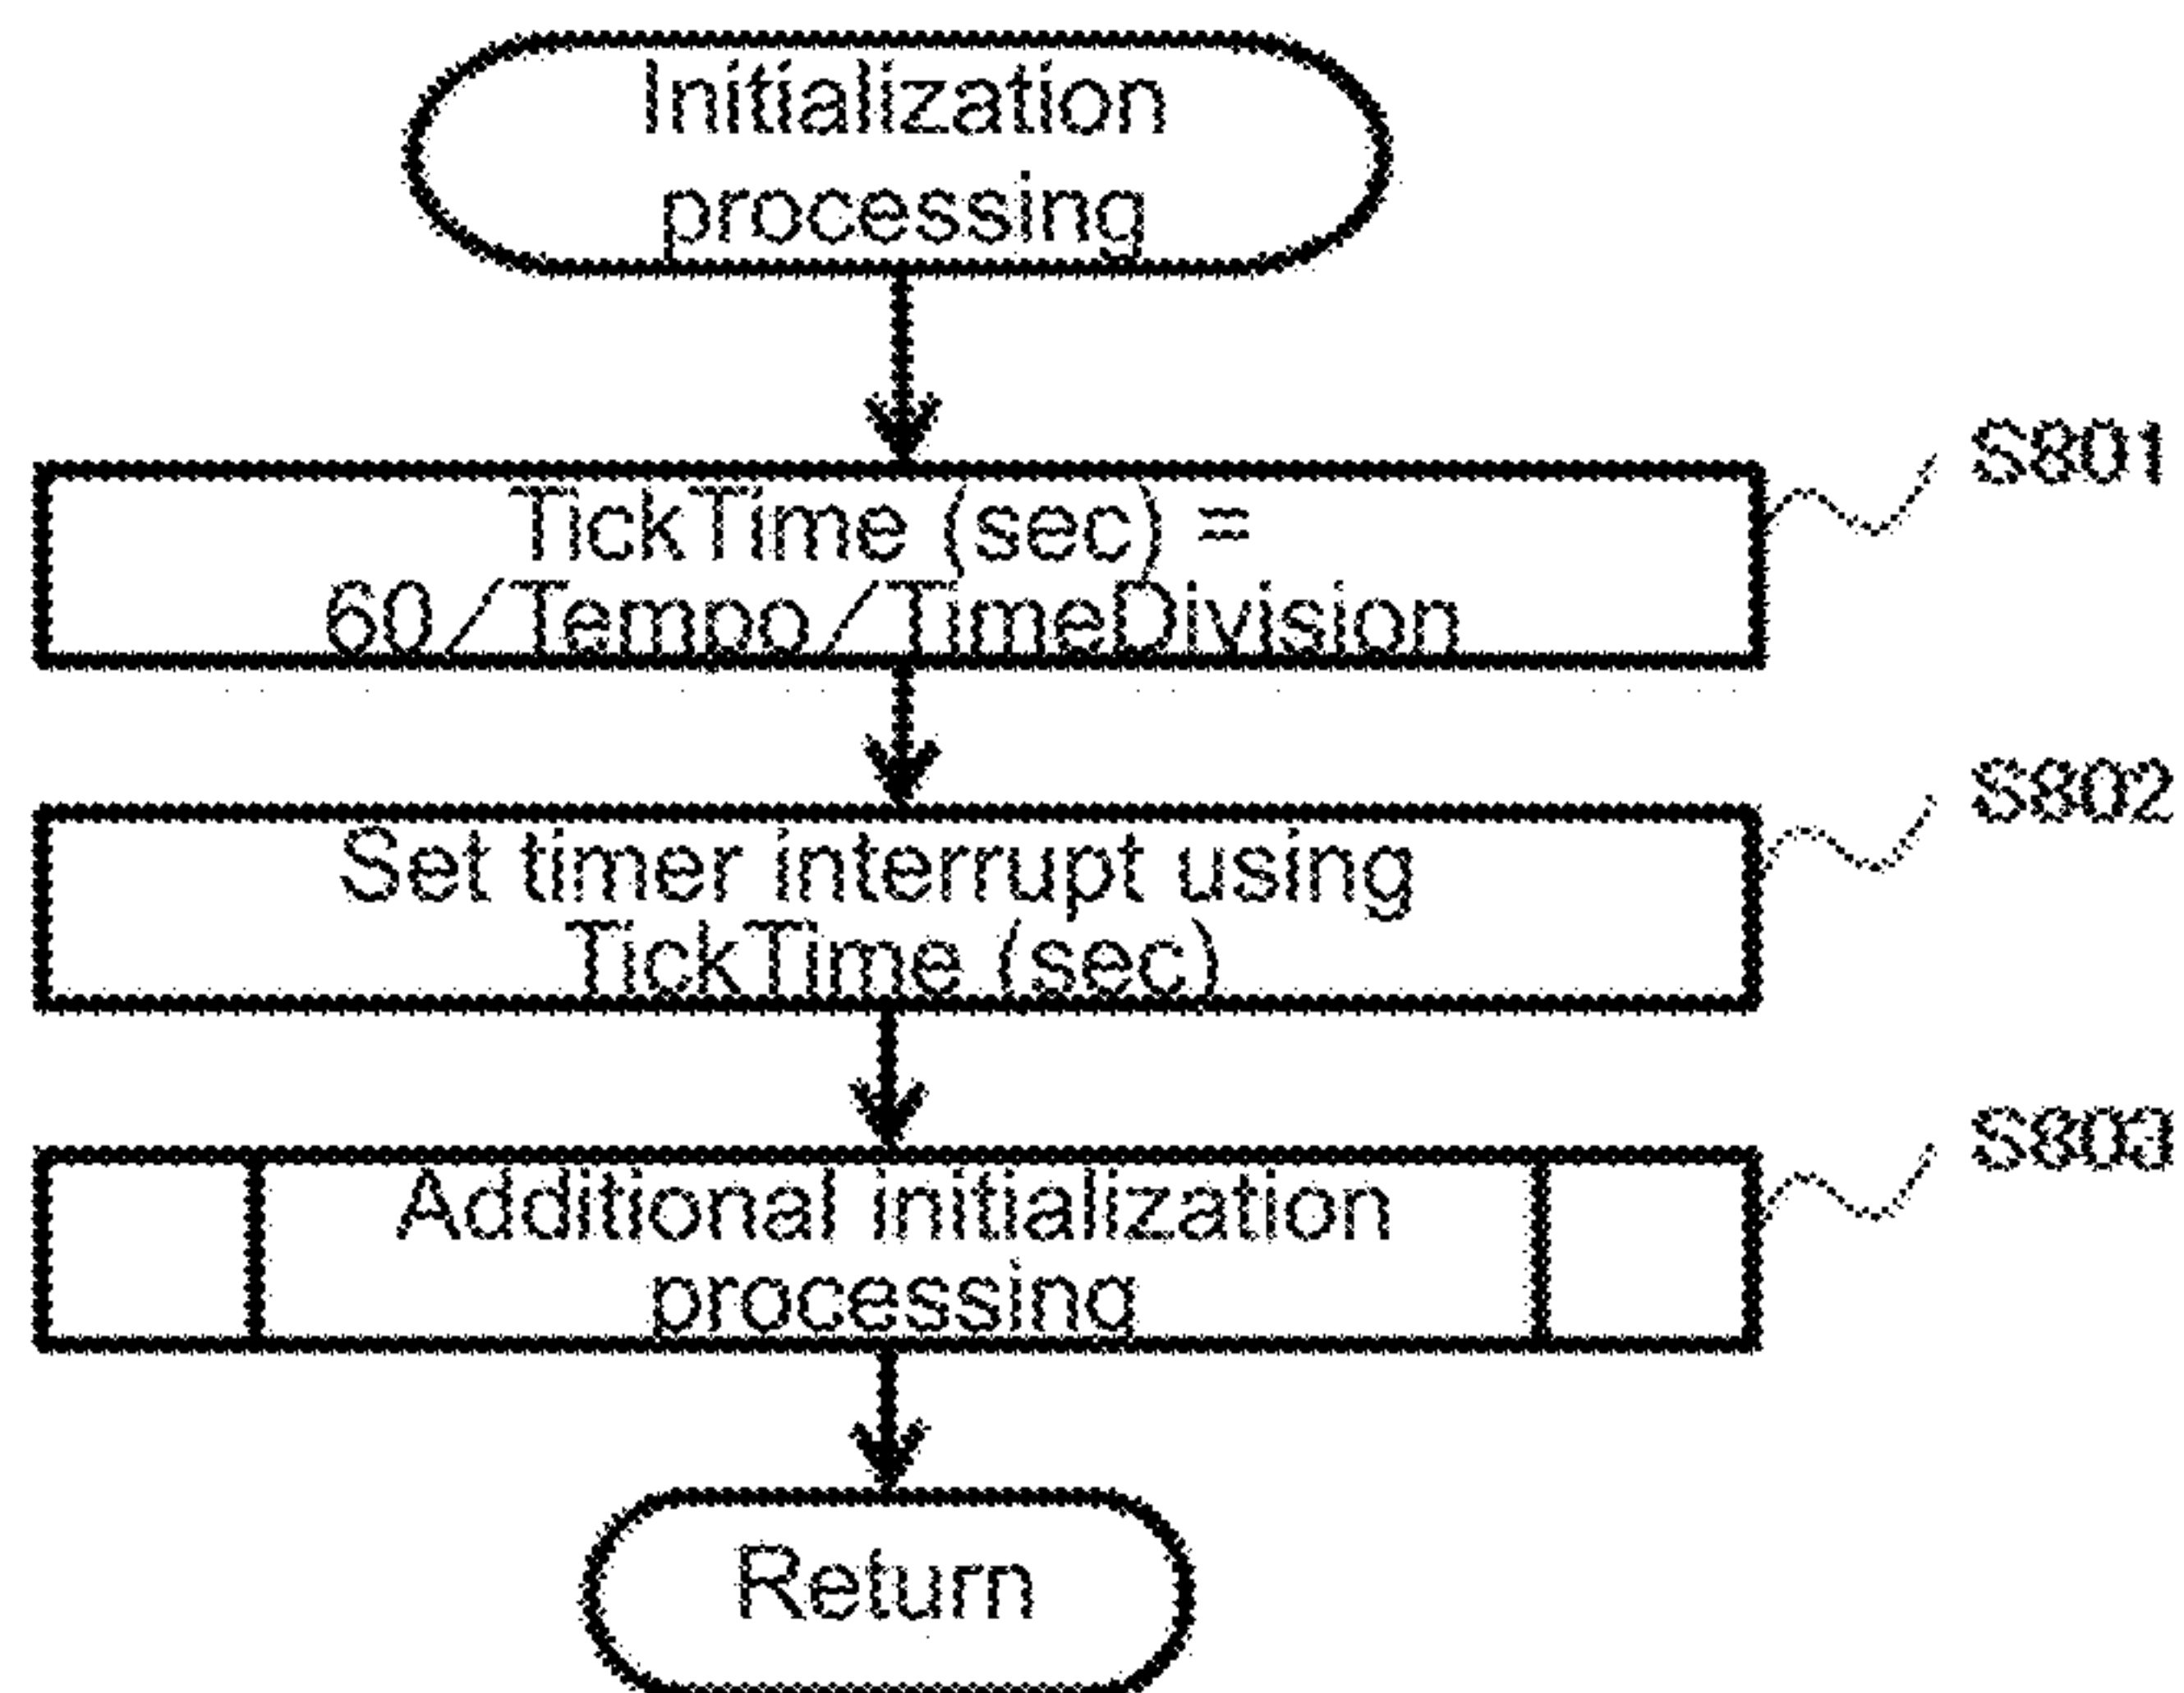 Initialization
processing
S801
TickTime (sec) =
60/Tempo/TimeDivision
S802
Set timer interrupt using
TickTime (sec)
S803
Additional initialization
processing
Return